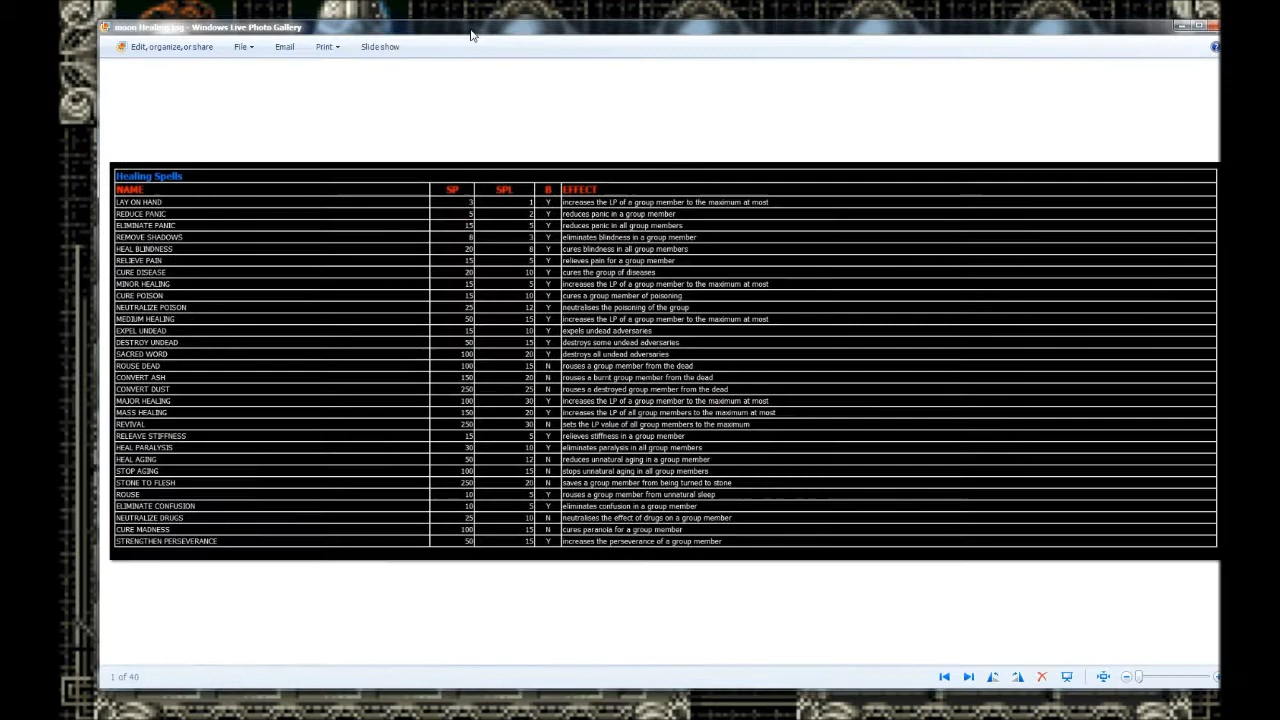 moon Healing.jpg - Windows Live Photo Gallery
Edit, organize, or share File Email Print Slide show
Healing Spells
NAME SP SPL B EFFECT
LAY ON HAND 3 1 Y increases the LP of a group member to the maximum at most
REDUCE PANIC 5 2 Y reduces panic in a group member
ELIMINATE PANIC 15 5 Y reduces panic in all group members
REMOVE SHADOWS 8 3 Y eliminates blindness in a group member
HEAL BLINDNESS 20 8 Y cures blindness in all group members
RELIEVE PAIN 15 5 Y relieves pain for a group member
CURE DISEASE 20 10 Y cures the group of diseases
MINOR HEALING 15 5 Y increases the LP of a group member to the maximum at most
CURE POISON 15 10 Y cures a group member of poisoning
NEUTRALIZE POISON 25 12 Y neutralises the poisoning of the group
MEDIUM HEALING 50 15 Y increases the LP of a group member to the maximum at most
EXPEL UNDEAD 15 10 Y expels undead adversaries
DESTROY UNDEAD 50 15 Y destroys some undead adversaries
SACRED WORD 100 20 Y destroys all undead adversaries
ROUSE DEAD 100 15 N rouses a group member from the dead
CONVERT ASH 150 20 N rouses a burnt group member from the dead
CONVERT DUST 250 25 N rouses a destroyed group member from the dead
MAJOR HEALING 100 30 Y increases the LP of a group member to the maximum at most
MASS HEALING 150 20 Y increases the LP of all group members to the maximum at most
REVIVAL 250 30 N sets the LP value of all group members to the maximum
RELEAVE STIFFNESS 15 5 Y relieves stiffness in a group member
HEAL PARALYSIS 30 10 Y eliminates paralysis in all group members
HEAL AGING 50 12 N reduces unnatural aging in a group member
STOP AGING 100 15 N stops unnatural aging in all group members
STONE TO FLESH 250 20 N saves a group member from being turned to stone
ROUSE 10 5 Y rouses a group member from unnatural sleep
ELIMINATE CONFUSION 10 5 Y eliminates confusion in a group member
NEUTRALIZE DRUGS 25 10 N neutralises the effect of drugs on a group member
CURE MADNESS 100 15 N cures paranoia for a group member
STRENGTHEN PERSEVERANCE 50 15 Y increases the perseverance of a group member
1 of 40